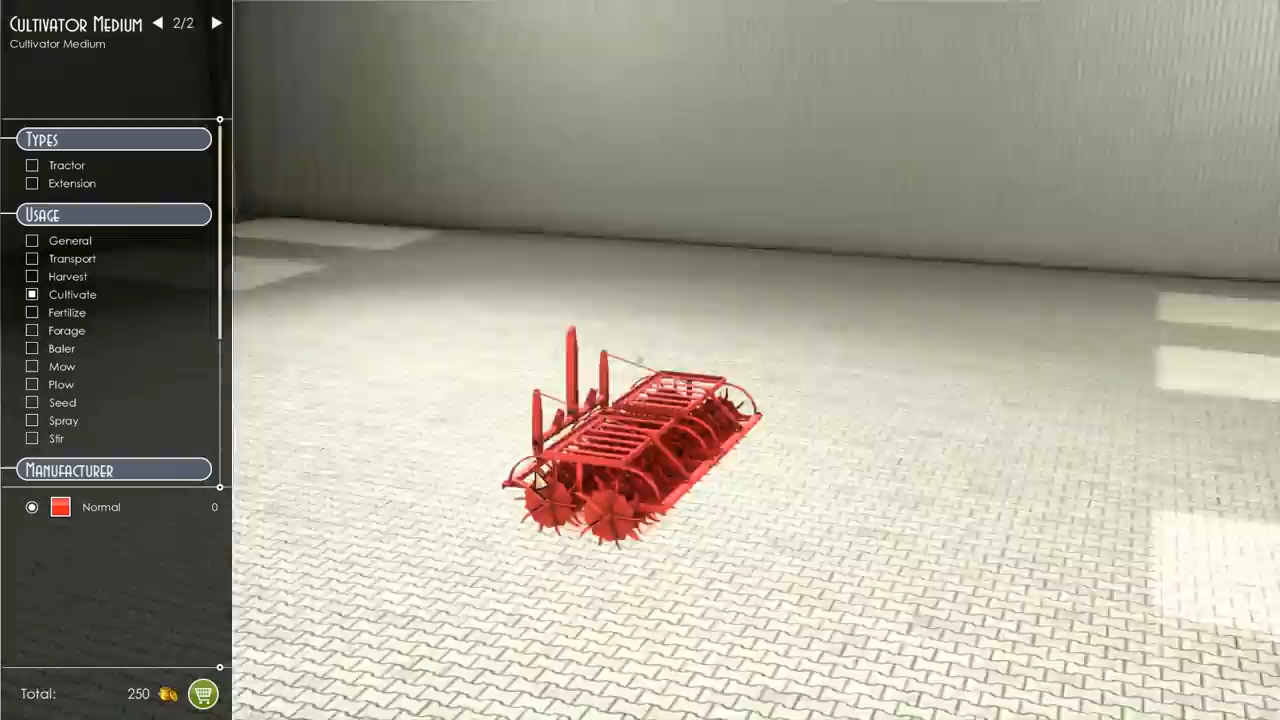 Cultivator Medium 2/2
Cultivator Medium
Types
Tractor
Extension
Usage
General
Transport
Harvest
Cultivate
Fertilize
Forage
Baler
Mow
Plow
Seed
Spray
Stir
Manufacturer
Normal 0
Total: 250